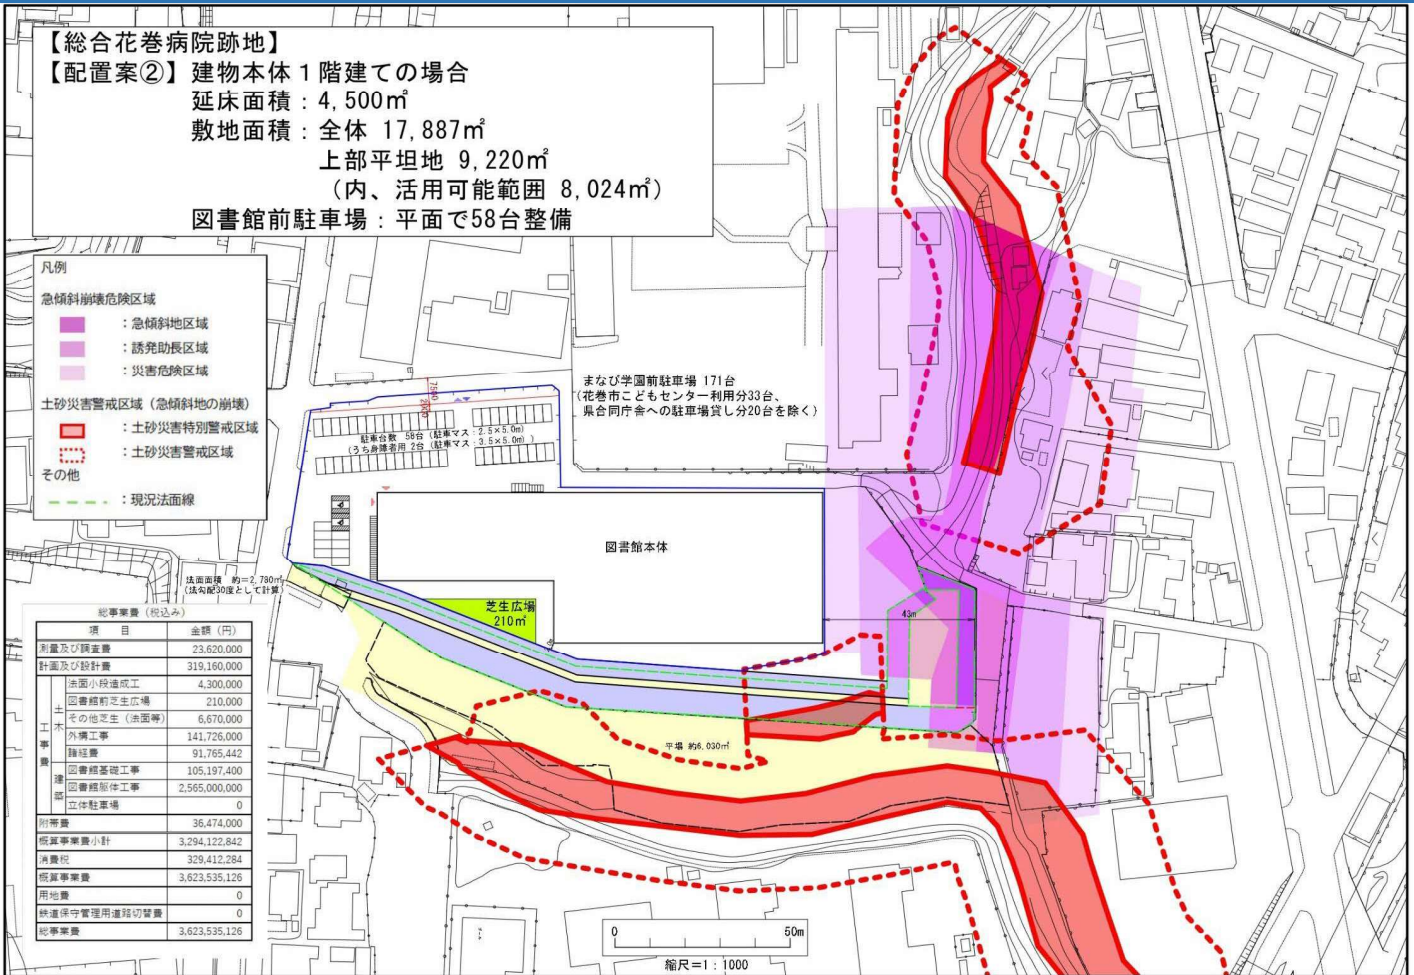 【総合花巻病院跡地】
【配置案②】建物本体１階建ての場合
延床面積：4,500㎡
敷地面積：全体 17,887㎡
上部平坦地 9,220㎡
（内、活用可能範囲 8,024㎡）
図書館前駐車場：平面で58台整備
凡例
急傾斜崩壊危険区域
：急傾斜地区域
：誘発助長区域
：災害危険区域
土砂災害警戒区域（急傾斜地の崩壊）
：土砂災害特別警戒区域
：土砂災害警戒区域
その他
：現況法面線
まなび学園前駐車場 171台
（花巻市こどもセンター利用分33台、
県合同庁舎への駐車場貸し分20台を除く）
7500
2000
駐車台数 58台（駐車マス：2.5×5.0m）
（うち身障者用 2台（駐車マス：3.5×5.0m））
図書館本体
芝生広場
210㎡
43m
法面面積 約＝2,780㎡
（法勾配30度として計算）
平場 約6,030㎡
総事業費（税込み）
項 目 金額（円）
測量及び調査費 23,620,000
計画及び設計費 319,160,000
工事費
土木
法面小段造成工 4,300,000
図書館前芝生広場 210,000
その他芝生（法面等） 6,670,000
外構工事 141,726,000
諸経費 91,765,442
建築
図書館基礎工事 105,197,400
図書館躯体工事 2,565,000,000
立体駐車場 0
附帯費 36,474,000
概算事業費小計 3,294,122,842
消費税 329,412,284
概算事業費 3,623,535,126
用地費 0
鉄道保守管理用道路切替費 0
総事業費 3,623,535,126
0 50m
縮尺＝1：1000